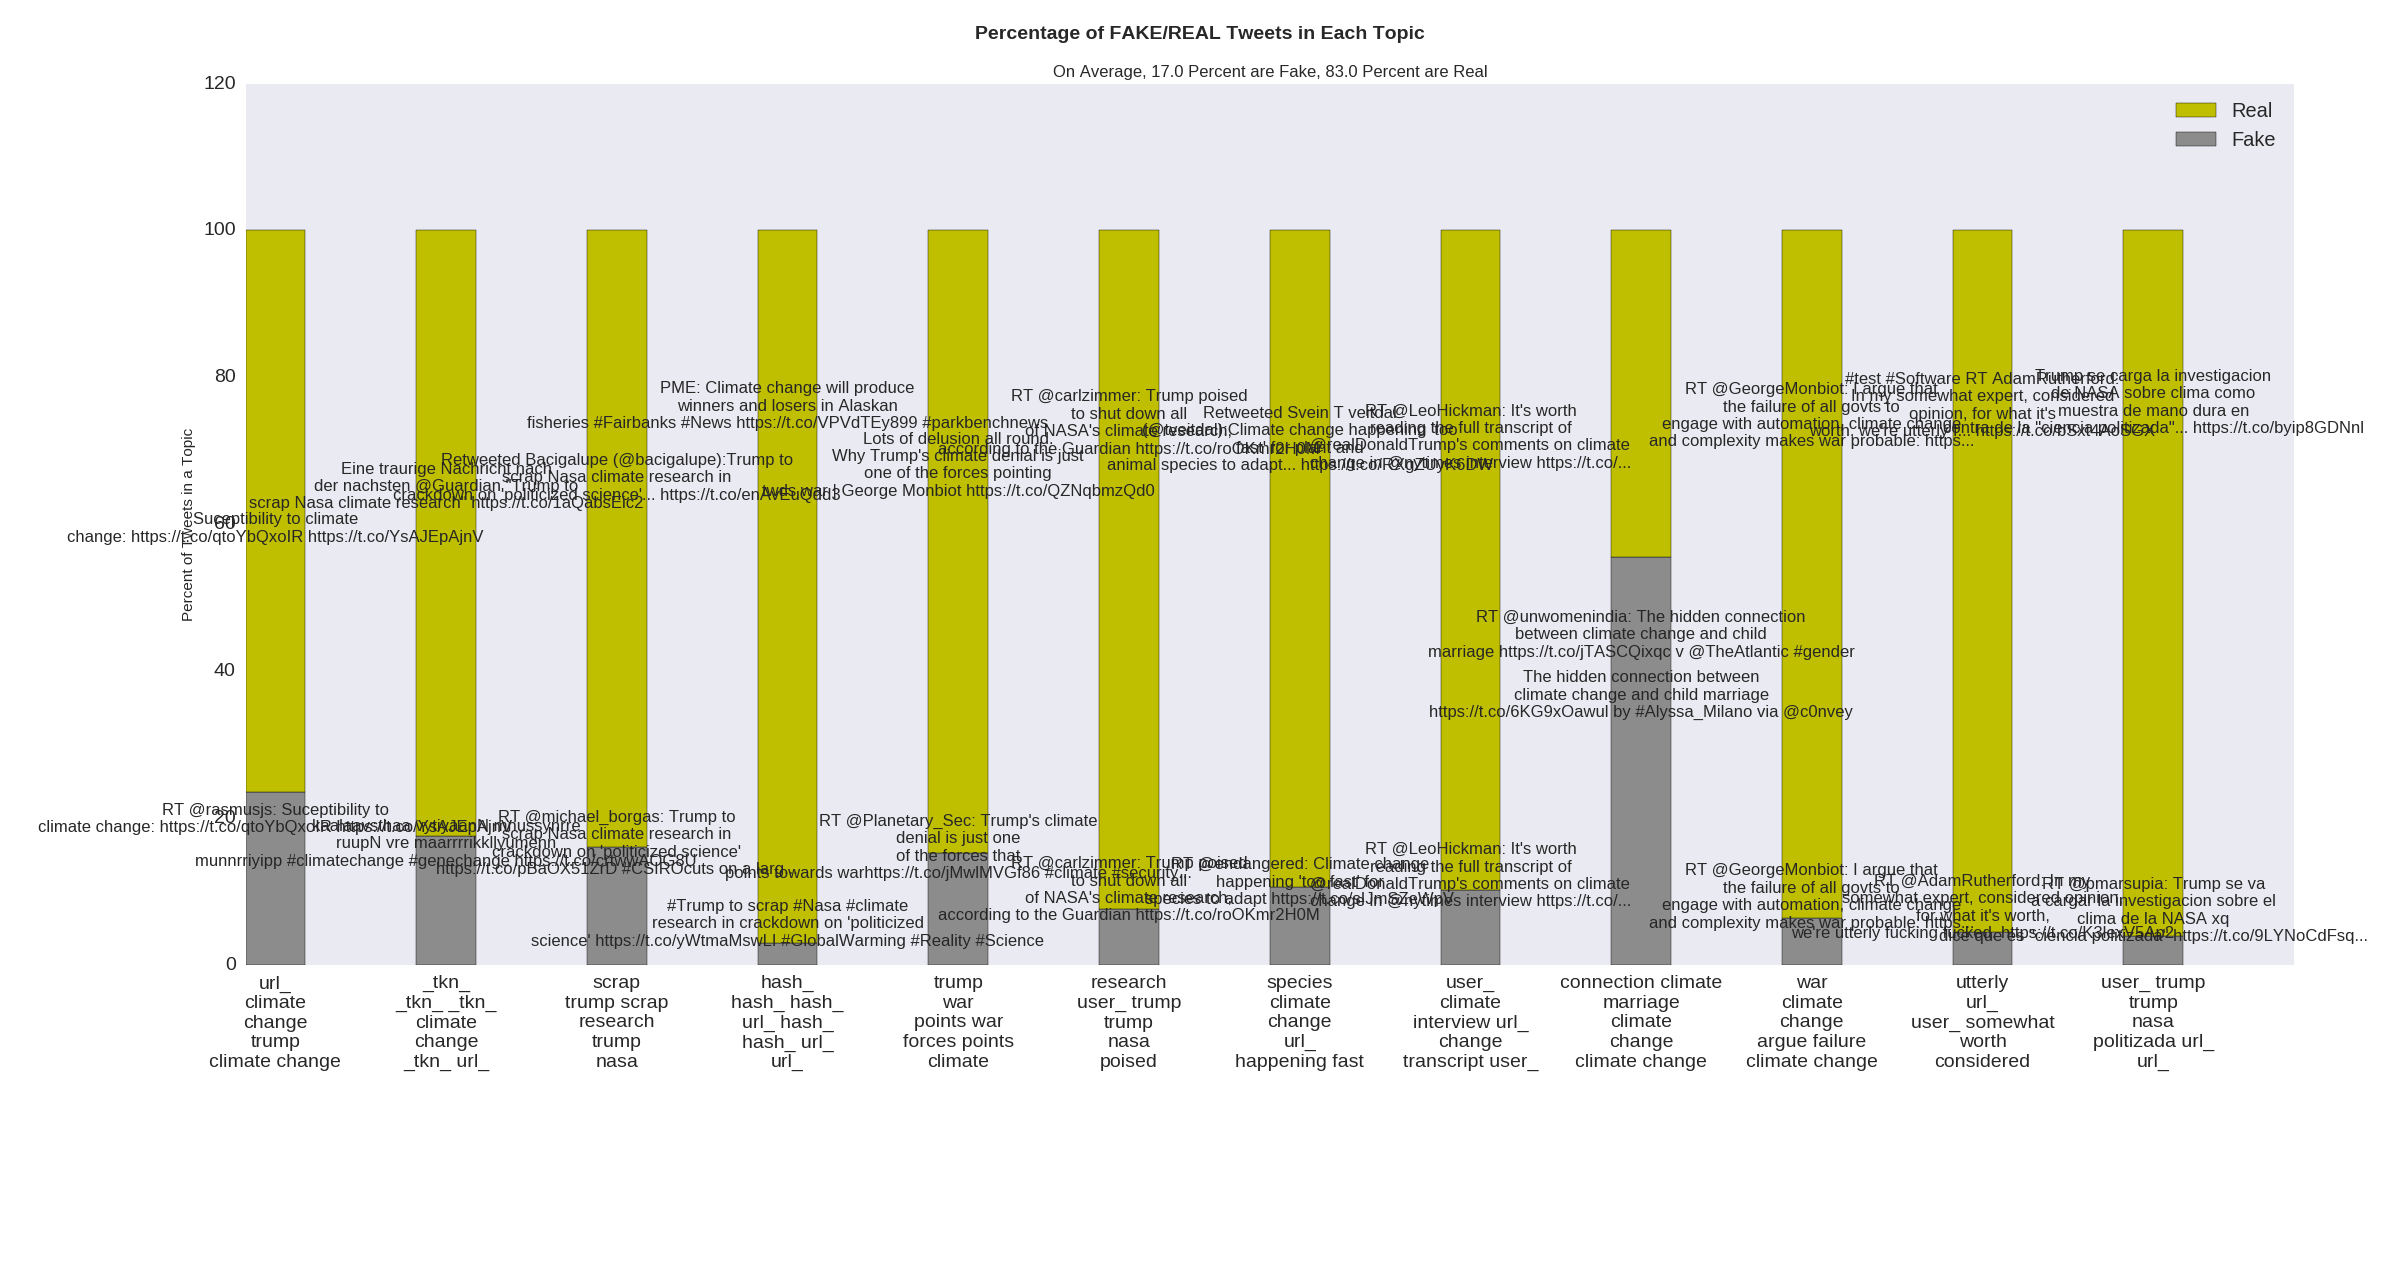 Percentage of FAKE/REAL Tweets in Each Topic
On Average, 17.0 Percent are Fake, 83.0 Percent are Real
Real
Fake
Percent of Tweets in a Topic
120
100
80
60
40
20
0
Suceptibility to climate
change: https://t.co/qtoYbQxoIR https://t.co/YsAJEpAjnV
Eine traurige Nachricht nach
der nachsten @Guardian "Trump to
scrap Nasa climate research" https://t.co/1aQabsEic2
Retweeted Bacigalupe (@bacigalupe):Trump to
scrap Nasa climate research in
crackdown on 'politicized science'...
PME: Climate change will produce
winners and losers in Alaskan
fisheries #Fairbanks #News https://t.co/VPVdTEy899 #parkbenchnews
Lots of delusion all round.
Why Trump's climate denial is just
one of the forces pointing
twds war | George Monbiot https://t.co/QZNqbmzQd0
RT @carlzimmer: Trump poised
to shut down all
of NASA's climate research,
according to the Guardian https://t.co/roOKmr2H0M
Retweeted Svein T veitdal
(@tveitdal):Climate change happening 'too
fast' for plant and
animal species to adapt...
RT @LeoHickman: It's worth
reading the full transcript of
@realDonaldTrump's comments on climate
change in @nytimes interview https://t.co/...
RT @unwomenindia: The hidden connection
between climate change and child
marriage https://t.co/jTASCQixqc v @TheAtlantic #gender
RT @GeorgeMonbiot: I argue that
the failure of all govts to
engage with automation, climate change
and complexity makes war probable: https...
#test #Software RT AdamRutherford:
In my somewhat expert, considered
opinion, for what it's
worth, we're utterly f...
Trump se carga la investigacion
de NASA sobre clima como
muestra de mano dura en
contra de la "ciencia politizada"... https://t.co/byip8GDNnl
RT @rasmusjs: Suceptibility to
climate change: https://t.co/qtoYbQxoIR https://t.co/YsAJEpAjnV
ruupN vre maarrrrikkllyumenn
munnrriyipp #climatechange #genechange
RT @michael_borgas: Trump to
scrap Nasa climate research in
crackdown on 'politicized science'
https://t.co/pBaOX51ZfD #CSIROcuts on a larg...
#Trump to scrap #Nasa #climate
research in crackdown on 'politicized
science' https://t.co/yWtmaMswLI #GlobalWarming #Reality #Science
RT @Planetary_Sec: Trump's climate
denial is just one
of the forces that
points towards warhttps://t.co/jMwlMVGf86 #climate #security...
RT @carlzimmer: Trump poised
to shut down all
of NASA's climate research,
according to the Guardian https://t.co/roOKmr2H0M
RT @endangered: Climate change
happening 'too fast' for
species to adapt
RT @LeoHickman: It's worth
reading the full transcript of
@realDonaldTrump's comments on climate
change in @nytimes interview https://t.co/...
The hidden connection between
climate change and child marriage
https://t.co/6KG9xOawul by #Alyssa_Milano via @c0nvey
RT @GeorgeMonbiot: I argue that
the failure of all govts to
engage with automation, climate change
and complexity makes war probable: https...
RT @AdamRutherford: In my
somewhat expert, considered opinion,
for what it's worth,
we're utterly fucking fucked.
RT @pmarsupia: Trump se va
a cargar la investigacion sobre el
clima de la NASA xq
dice que es "ciencia politizada" https://t.co/9LYNoCdFsq...
url_
climate
change
trump
climate change
_tkn_
_tkn_ _tkn_
climate
change
_tkn_ url_
scrap
trump scrap
research
trump
nasa
hash_
hash_ hash_
url_ hash_
hash_ url_
url_
trump
war
points war
forces points
climate
research
user_ trump
trump
nasa
poised
species
climate
change
url_
happening fast
user_
climate
interview url_
change
transcript user_
connection climate
marriage
climate
change
climate change
war
climate
change
argue failure
climate change
utterly
url_
user_ somewhat
worth
considered
user_ trump
trump
nasa
politizada url_
url_